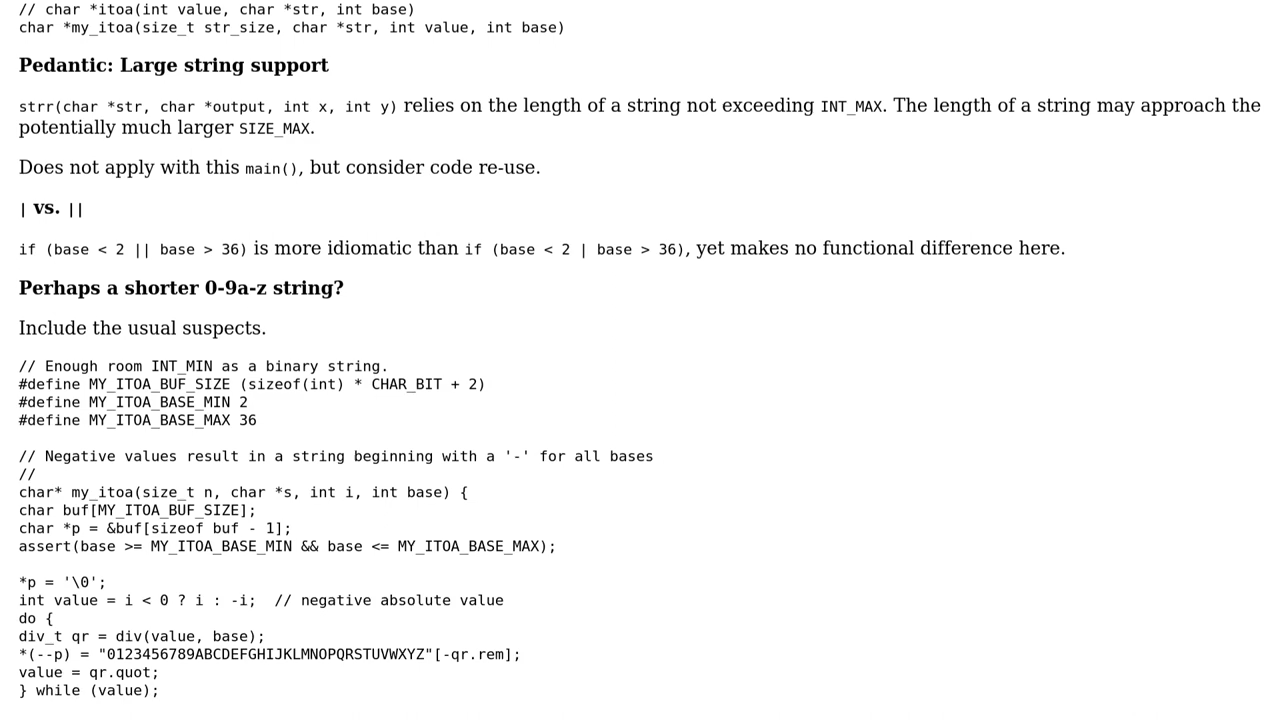 // char *itoa(int value, char *str, int base)
char *my_itoa(size_t str_size, char *str, int value, int base)
Pedantic: Large string support
strr(char *str, char *output, int x, int y) relies on the length of a string not exceeding INT_MAX. The length of a string may approach the
potentially much larger SIZE_MAX.
Does not apply with this main(), but consider code re-use.
| vs. ||
if (base < 2 || base > 36) is more idiomatic than if (base < 2 | base > 36), yet makes no functional difference here.
Perhaps a shorter 0-9a-z string?
Include the usual suspects.
// Enough room INT_MIN as a binary string.
#define MY_ITOA_BUF_SIZE (sizeof(int) * CHAR_BIT + 2)
#define MY_ITOA_BASE_MIN 2
#define MY_ITOA_BASE_MAX 36
// Negative values result in a string beginning with a '-' for all bases
//
char* my_itoa(size_t n, char *s, int i, int base) {
char buf[MY_ITOA_BUF_SIZE];
char *p = &buf[sizeof buf - 1];
assert(base >= MY_ITOA_BASE_MIN && base <= MY_ITOA_BASE_MAX);
*p = '\0';
int value = i < 0 ? i : -i;  // negative absolute value
do {
div_t qr = div(value, base);
*(--p) = "0123456789ABCDEFGHIJKLMNOPQRSTUVWXYZ"[-qr.rem];
value = qr.quot;
} while (value);